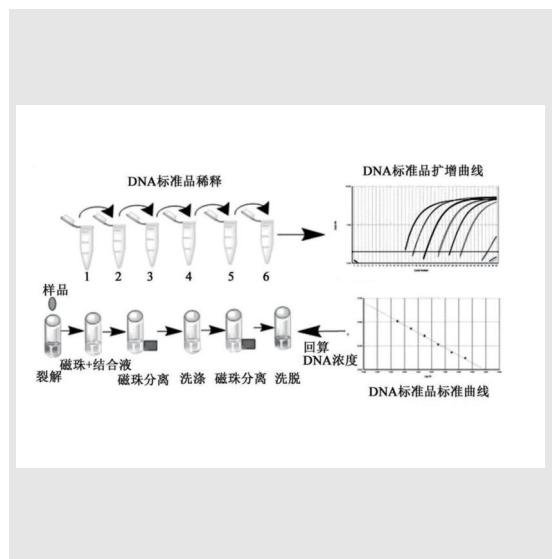 DNA标准品稀释
DNA标准品扩增曲线
1 2 3 4 5 6
样品
裂解
磁珠+结合液
磁珠分离
洗涤
磁珠分离
洗脱
回算
DNA浓度
DNA标准品标准曲线